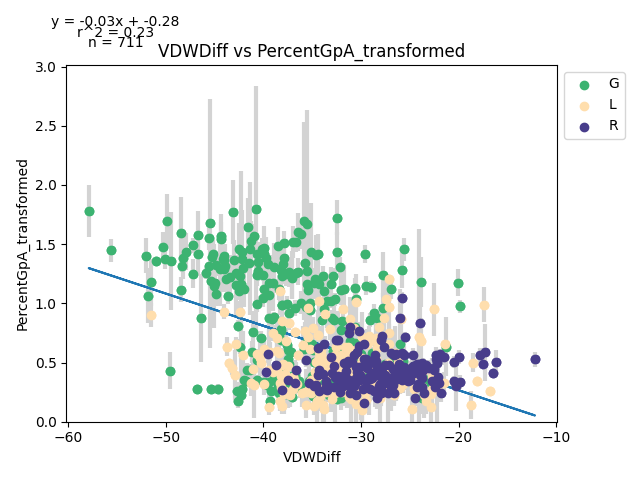 y = -0.03x + -0.28
r^2 = 0.23
n = 711
VDWDiff vs PercentGpA_transformed
G
L
R
PercentGpA_transformed
3.0
2.5
2.0
1.5
1.0
0.5
0.0
−60 −50 −40 −30 −20 −10
VDWDiff